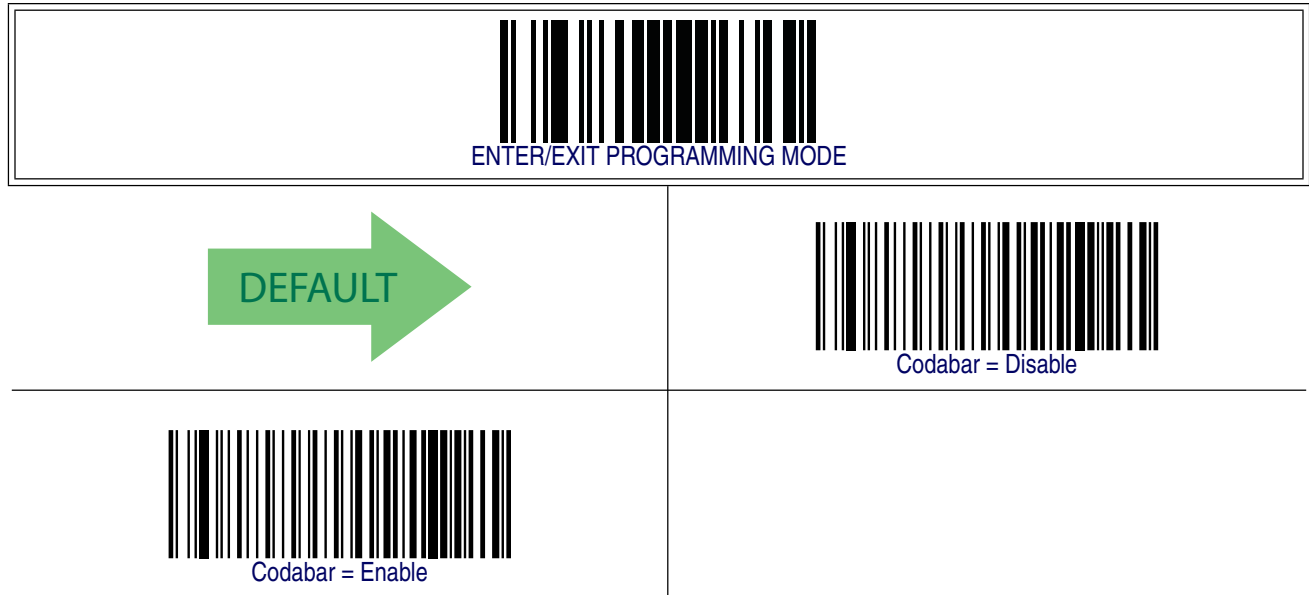 ENTER/EXIT PROGRAMMING MODE
DEFAULT
Codabar = Disable
Codabar = Enable